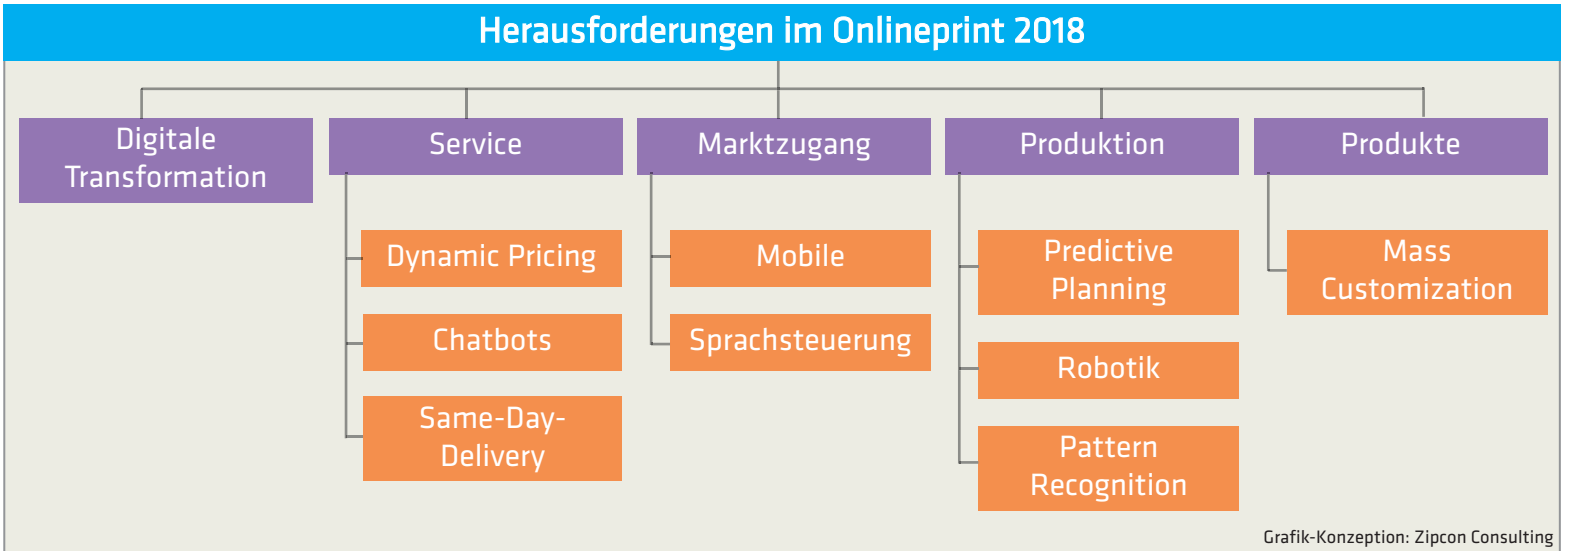 Herausforderungen im Onlineprint 2018
Digitale
Transformation
Service
Dynamic Pricing
Chatbots
Same-Day-
Delivery
Marktzugang
Mobile
Sprachsteuerung
Produktion
Predictive
Planning
Robotik
Pattern
Recognition
Produkte
Mass
Customization
Grafik-Konzeption: Zipcon Consulting